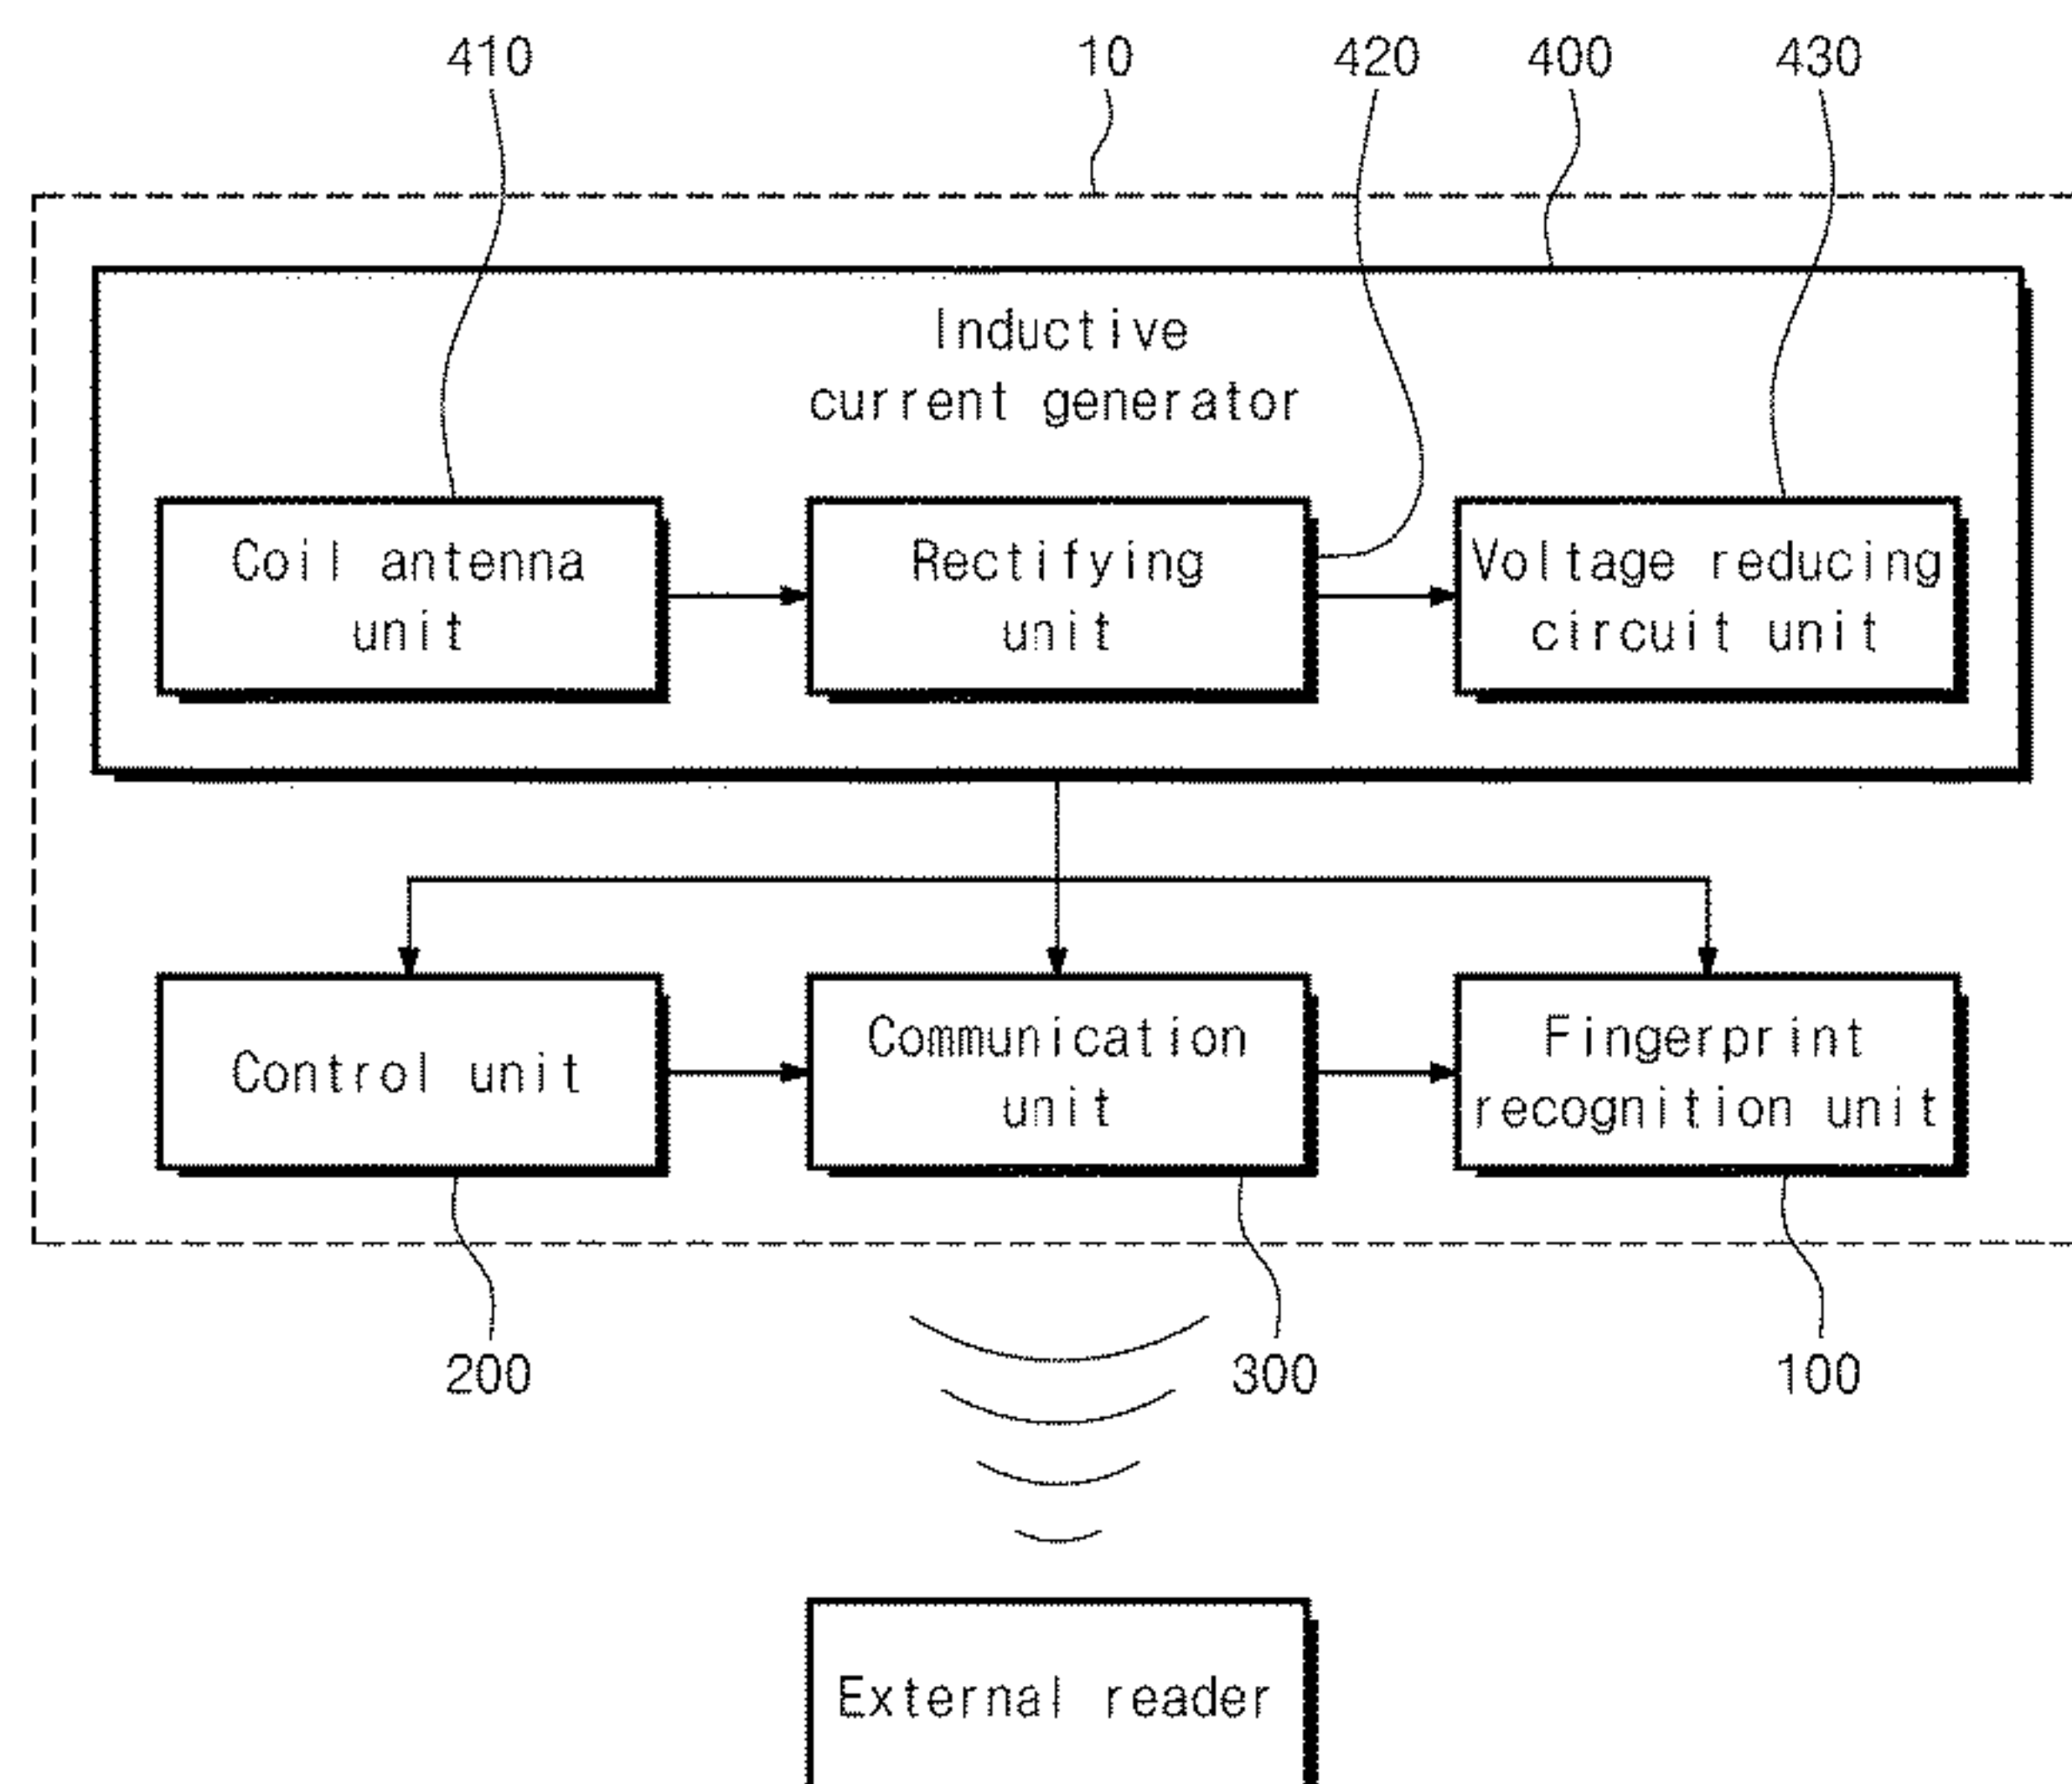 410 10 420 400 430
Inductive
current generator
Coil antenna
unit
Rectifying
unit
Voltage reducing
circuit unit
Control unit
Communication
unit
Fingerprint
recognition unit
200 300 100
External reader